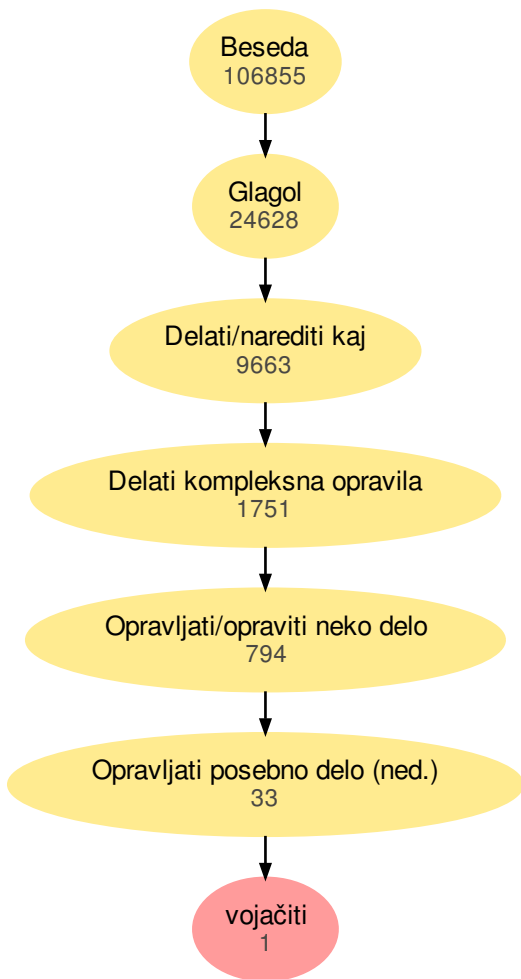 Beseda
106855
Glagol
24628
Delati/narediti kaj
9663
Delati kompleksna opravila
1751
Opravljati/opraviti neko delo
794
Opravljati posebno delo (ned.)
33
vojačiti
1